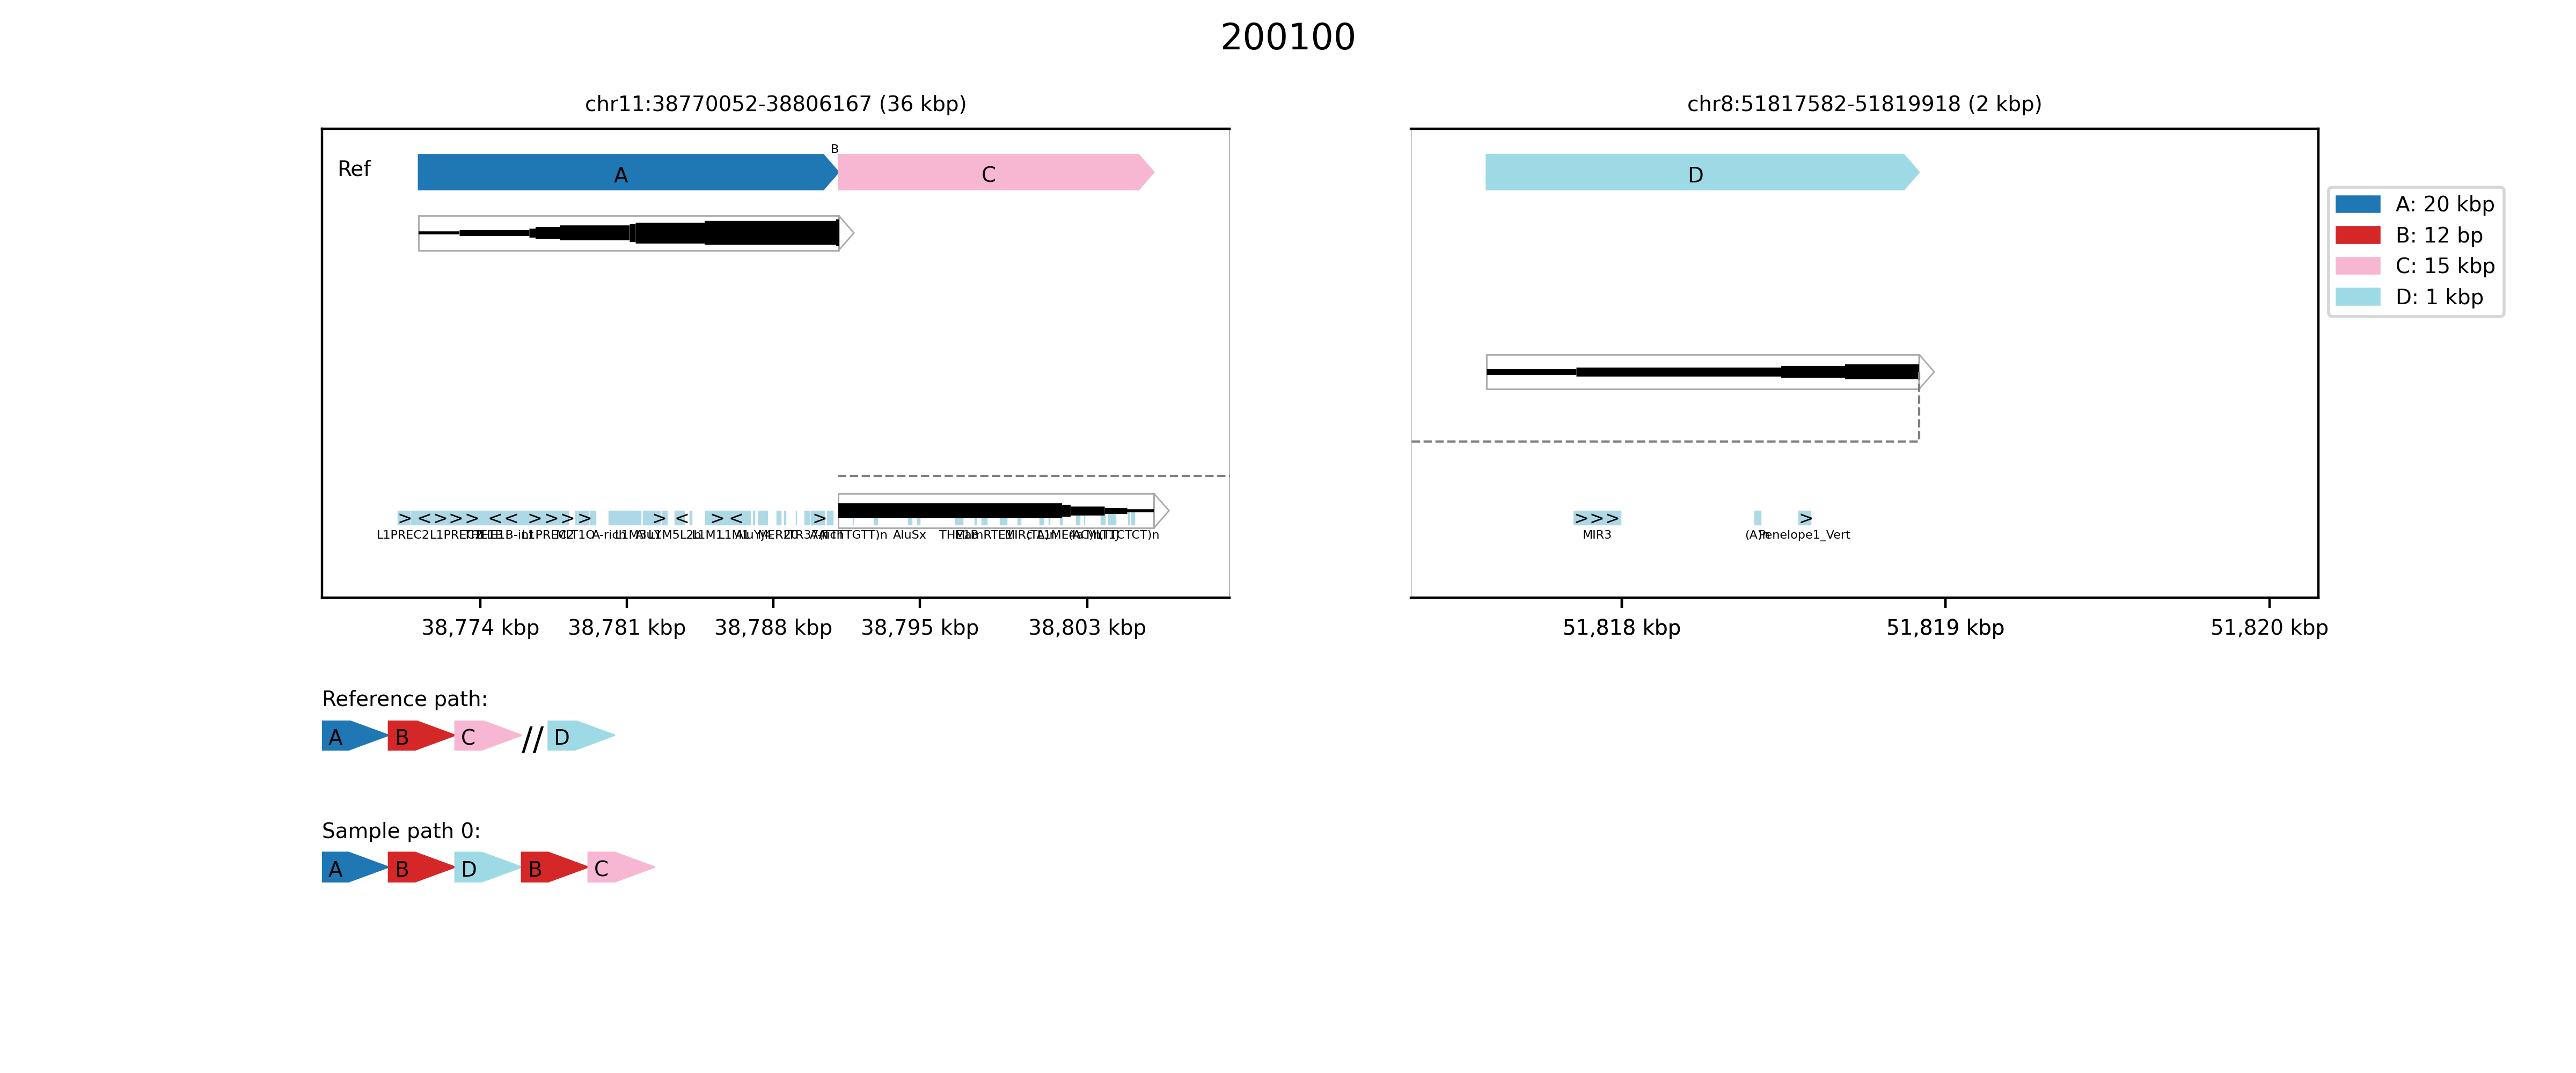 200100
chr11:38770052-38806167 (36 kbp)
chr8:51817582-51819918 (2 kbp)
Ref
A
B
C
D
A: 20 kbp
B: 12 bp
C: 15 kbp
D: 1 kbp
> < > > > < < > > > > > < > < >
> > > >
L1PREC2
AluSx
MIR3
Penelope1_Vert
38,774 kbp 38,781 kbp 38,788 kbp 38,795 kbp 38,803 kbp
51,818 kbp 51,819 kbp 51,820 kbp
Reference path:
A B C // D
Sample path 0:
A B D B C